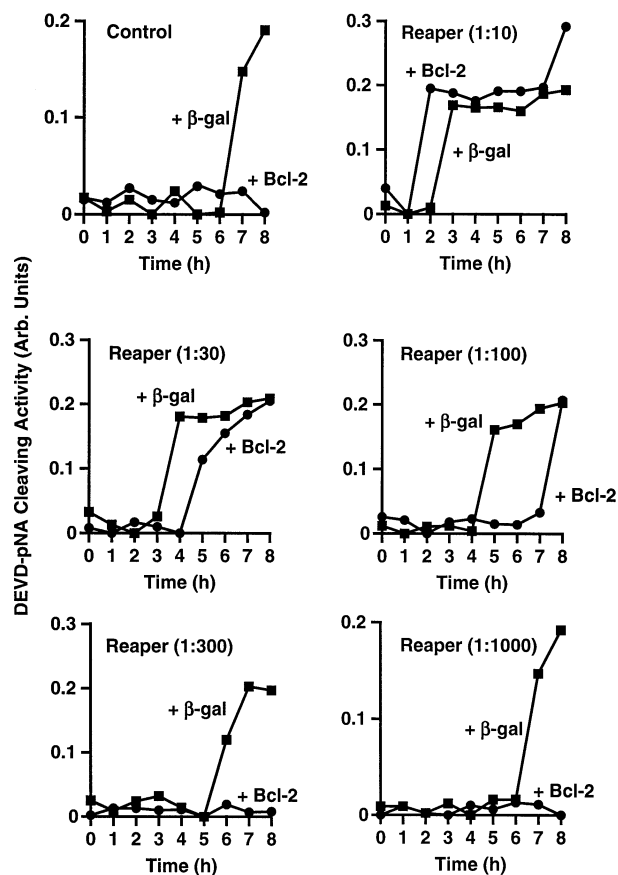 DEVD-pNA Cleaving Activity (Arb. Units)
Control
0.2
0.1
0
+ β-gal
+ Bcl-2
0 1 2 3 4 5 6 7 8
Time (h)
Reaper (1:10)
0.3
0.2
0.1
0
+ Bcl-2
+ β-gal
0 1 2 3 4 5 6 7 8
Time (h)
Reaper (1:30)
0.3
0.2
0.1
0
+ β-gal
+ Bcl-2
0 1 2 3 4 5 6 7 8
Time (h)
Reaper (1:100)
0.3
0.2
0.1
0
+ β-gal
+ Bcl-2
0 1 2 3 4 5 6 7 8
Time (h)
Reaper (1:300)
0.3
0.2
0.1
0
+ β-gal
+ Bcl-2
0 1 2 3 4 5 6 7 8
Time (h)
Reaper (1:1000)
0.2
0.1
0
+ β-gal
+ Bcl-2
0 1 2 3 4 5 6 7 8
Time (h)